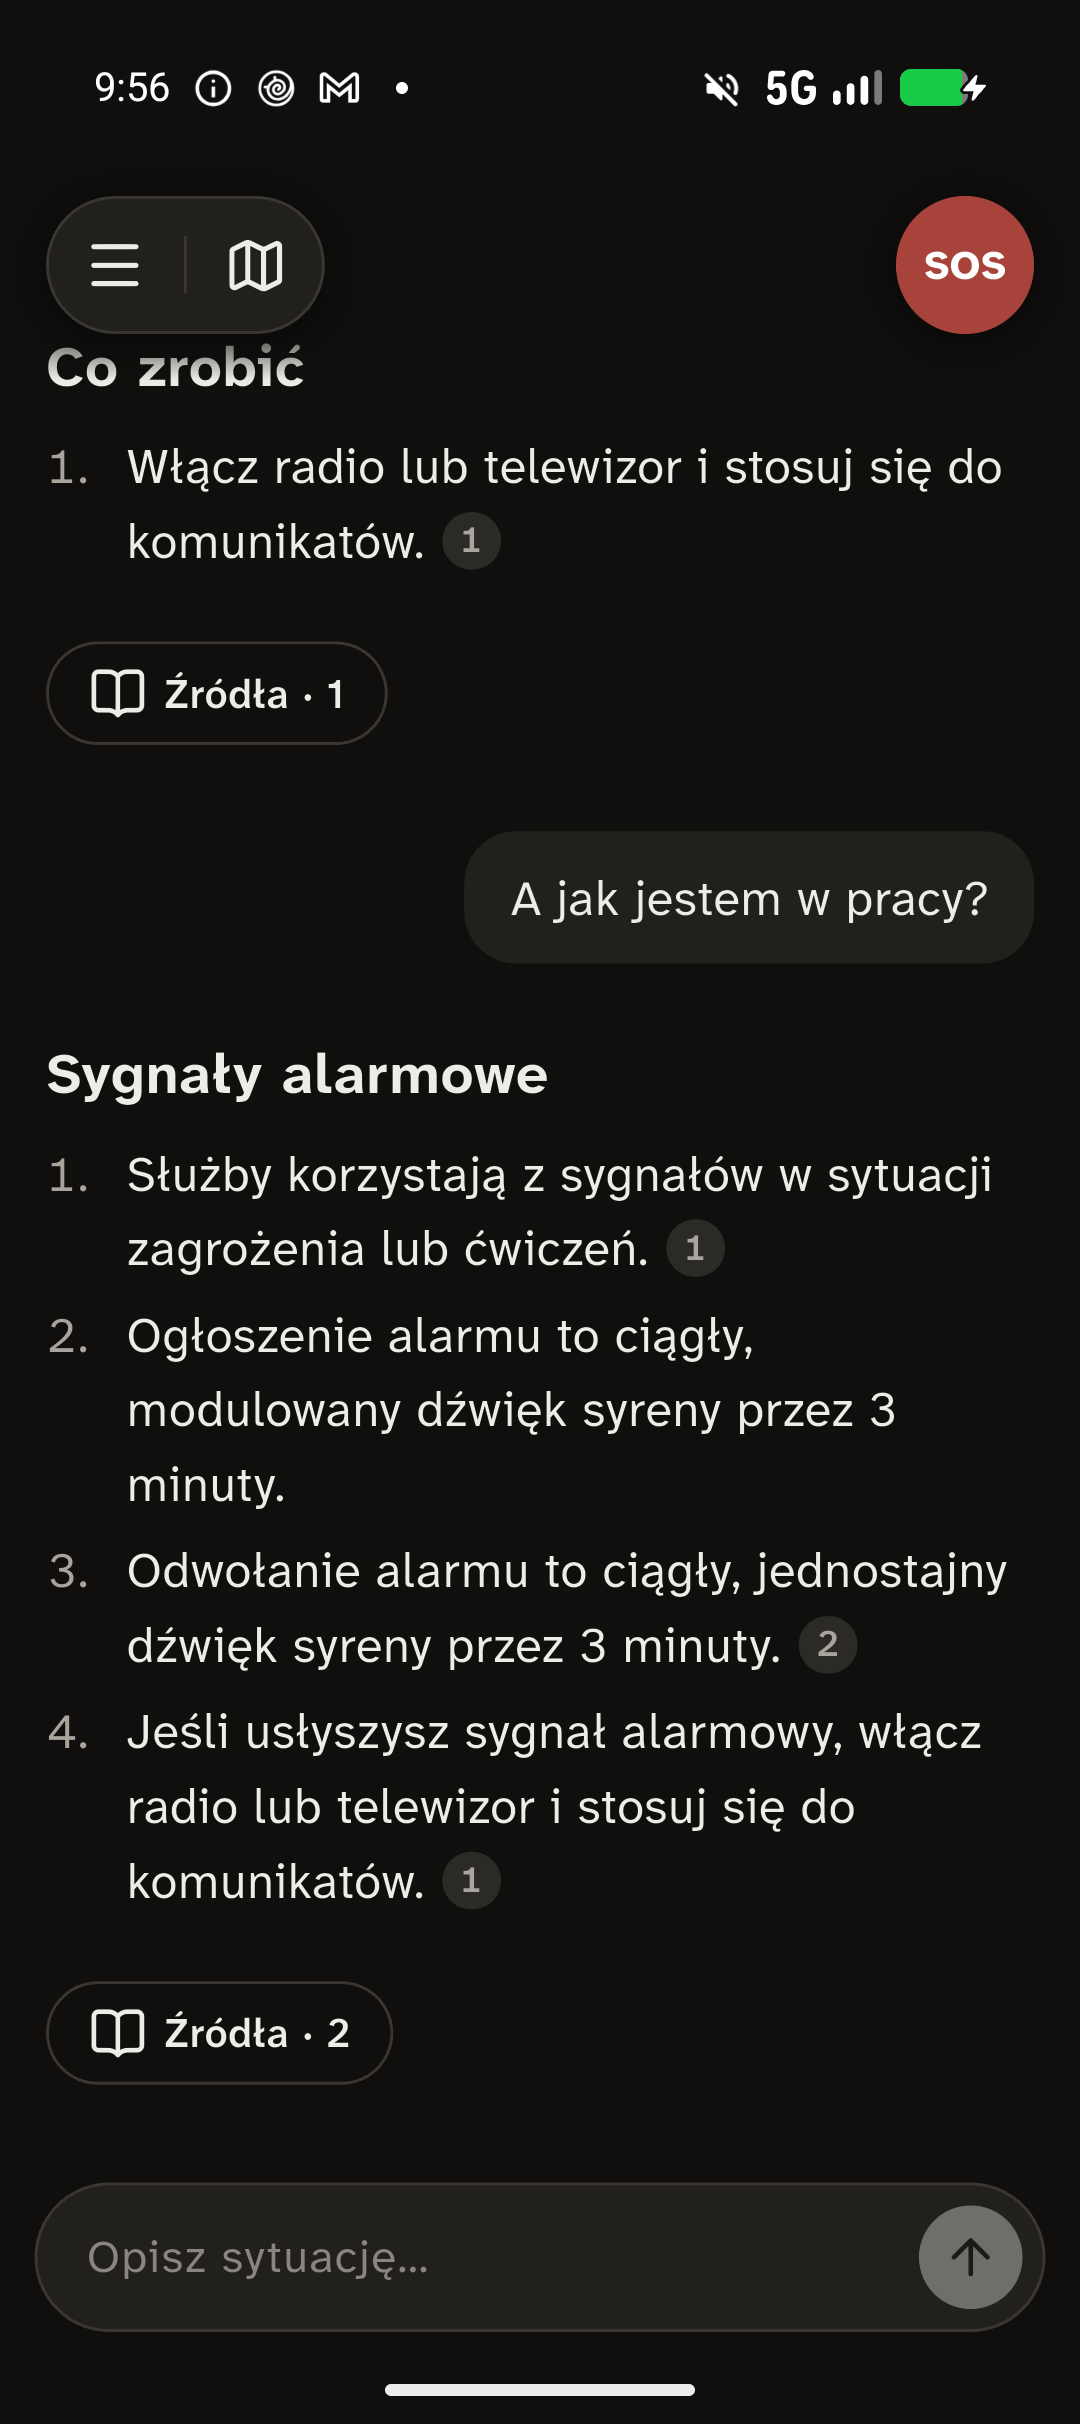 9:56
5G
SOS
Co zrobić
1. Włącz radio lub telewizor i stosuj się do
komunikatów. 1
Źródła · 1
A jak jestem w pracy?
Sygnały alarmowe
1. Służby korzystają z sygnałów w sytuacji
zagrożenia lub ćwiczeń. 1
2. Ogłoszenie alarmu to ciągły,
modulowany dźwięk syreny przez 3
minuty.
3. Odwołanie alarmu to ciągły, jednostajny
dźwięk syreny przez 3 minuty. 2
4. Jeśli usłyszysz sygnał alarmowy, włącz
radio lub telewizor i stosuj się do
komunikatów. 1
Źródła · 2
Opisz sytuację...